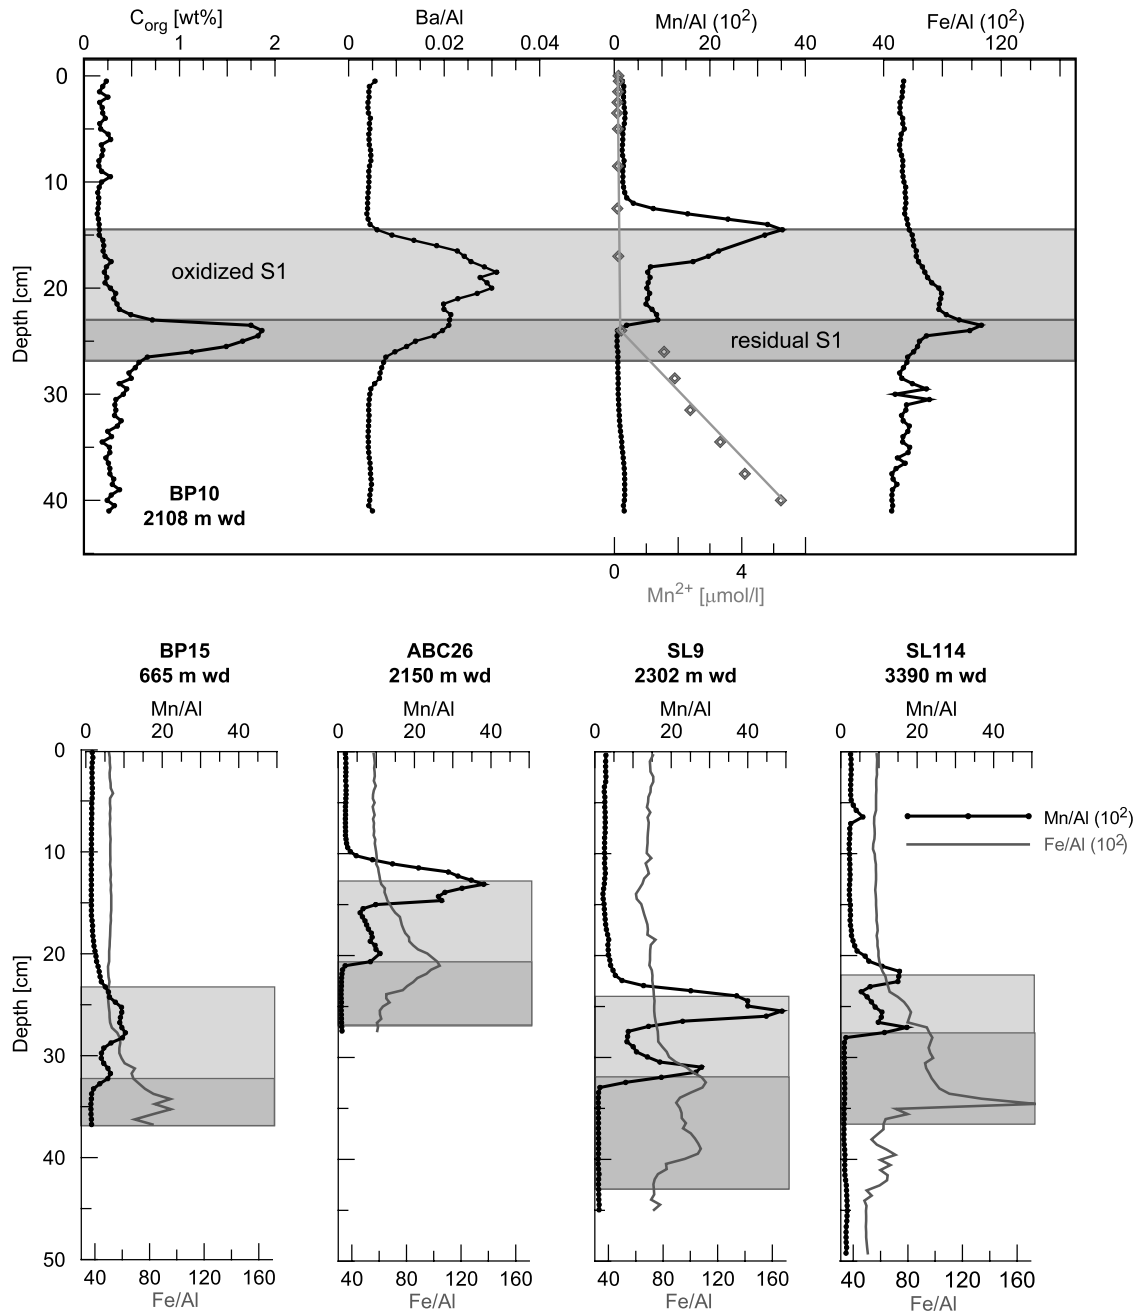 C_org [wt%] Ba/Al Mn/Al (10²) Fe/Al (10²)
0 1 2 0 0.02 0.04 0 20 40 40 120
0
10
20
30
40
Depth [cm]
oxidized S1
residual S1
BP10
2108 m wd
0 4
Mn²⁺ [μmol/l]
BP15 ABC26 SL9 SL114
665 m wd 2150 m wd 2302 m wd 3390 m wd
Mn/Al Mn/Al Mn/Al Mn/Al
0 20 40 0 20 40 0 20 40 0 20 40
0
10
20
30
40
50
Depth [cm]
Mn/Al (10²)
Fe/Al (10²)
40 80 120 160 40 80 120 160 40 80 120 160 40 80 120 160
Fe/Al Fe/Al Fe/Al Fe/Al